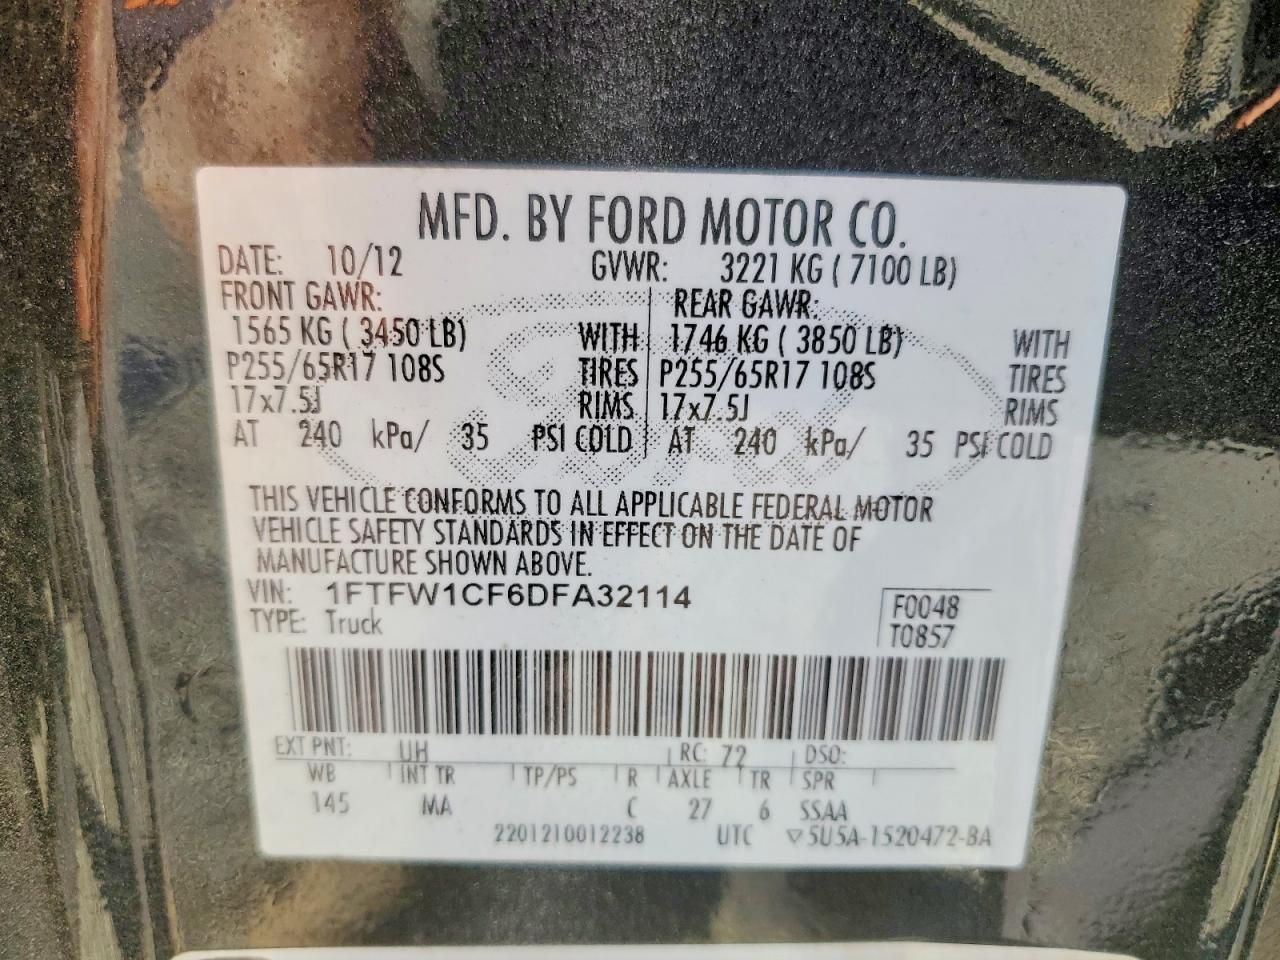 MFD. BY FORD MOTOR CO.
DATE: 10/12 GVWR: 3221 KG ( 7100 LB)
FRONT GAWR: REAR GAWR:
1565 KG ( 3450 LB) WITH 1746 KG ( 3850 LB) WITH
P255/65R17 108S TIRES P255/65R17 108S TIRES
17x7.5J RIMS 17x7.5J RIMS
AT 240 kPa/ 35 PSI COLD AT 240 kPa/ 35 PSI COLD
THIS VEHICLE CONFORMS TO ALL APPLICABLE FEDERAL MOTOR
VEHICLE SAFETY STANDARDS IN EFFECT ON THE DATE OF
MANUFACTURE SHOWN ABOVE.
VIN: 1FTFW1CF6DFA32114 F0048
TYPE: Truck T0857
EXT PNT: UH RC: 72 DSO:
WB INT TR TP/PS R AXLE TR SPR
145 MA C 27 6 SSAA
2201210012238 UTC ▽5U5A-1520472-BA